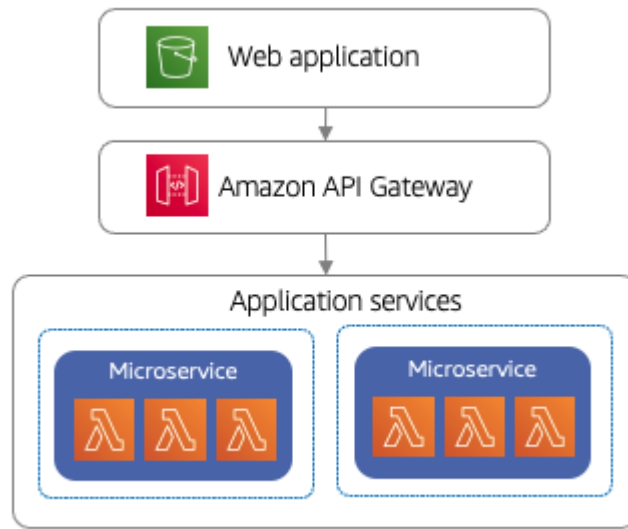 Web application
Amazon API Gateway
Application services
Microservice
Microservice